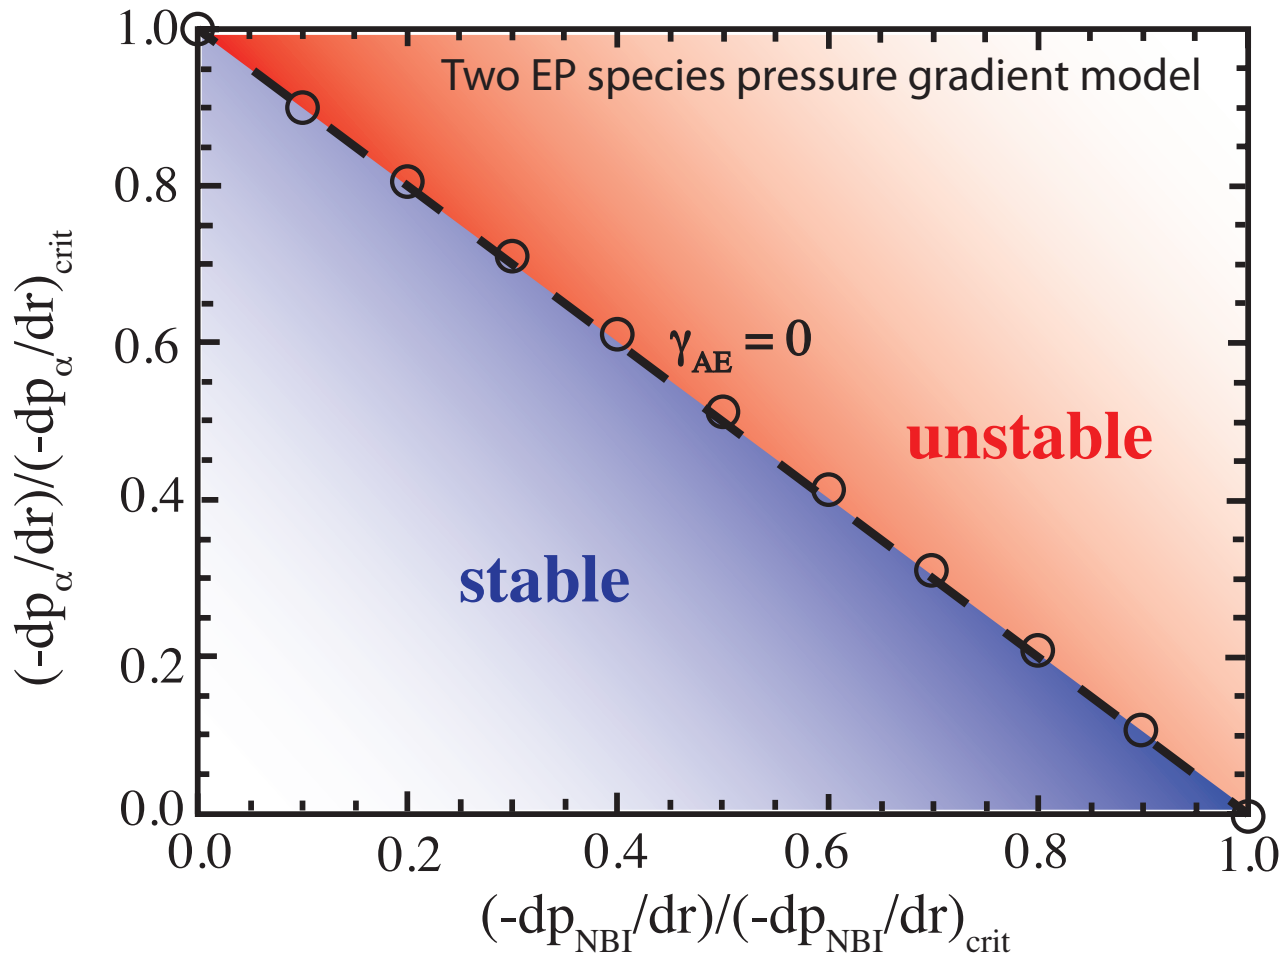 Two EP species pressure gradient model
(-dp_α/dr)/(-dp_α/dr)_crit
1.0
0.8
0.6
0.4
0.2
0.0
γ_AE = 0
unstable
stable
0.0 0.2 0.4 0.6 0.8 1.0
(-dp_NBI/dr)/(-dp_NBI/dr)_crit